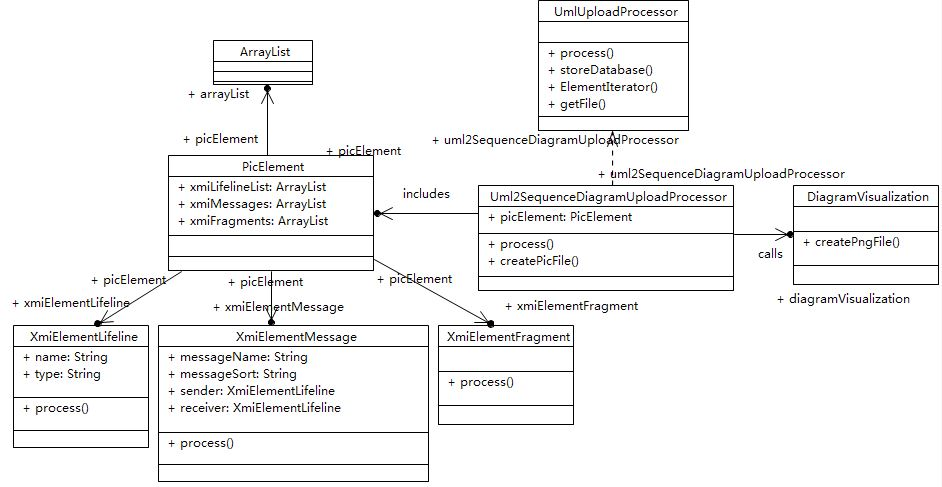 UmlUploadProcessor
+ process()
+ storeDatabase()
+ ElementIterator()
+ getFile()
ArrayList
+ arrayList
+ picElement
+ picElement
+ uml2SequenceDiagramUploadProcessor
+ uml2SequenceDiagramUploadProcessor
PicElement
+ xmiLifelineList: ArrayList
+ xmiMessages: ArrayList
+ xmiFragments: ArrayList
includes
Uml2SequenceDiagramUploadProcessor
+ picElement: PicElement
+ process()
+ createPicFile()
calls
DiagramVisualization
+ createPngFile()
+ diagramVisualization
+ picElement
+ picElement
+ picElement
+ xmiElementLifeline
+ xmiElementMessage
+ xmiElementFragment
XmiElementLifeline
+ name: String
+ type: String
+ process()
XmiElementMessage
+ messageName: String
+ messageSort: String
+ sender: XmiElementLifeline
+ receiver: XmiElementLifeline
+ process()
XmiElementFragment
+ process()